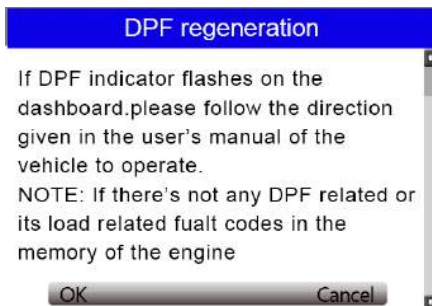 DPF regeneration
If DPF indicator flashes on the
dashboard.please follow the direction
given in the user's manual of the
vehicle to operate.
NOTE: If there's not any DPF related or
its load related fualt codes in the
memory of the engine
OK Cancel